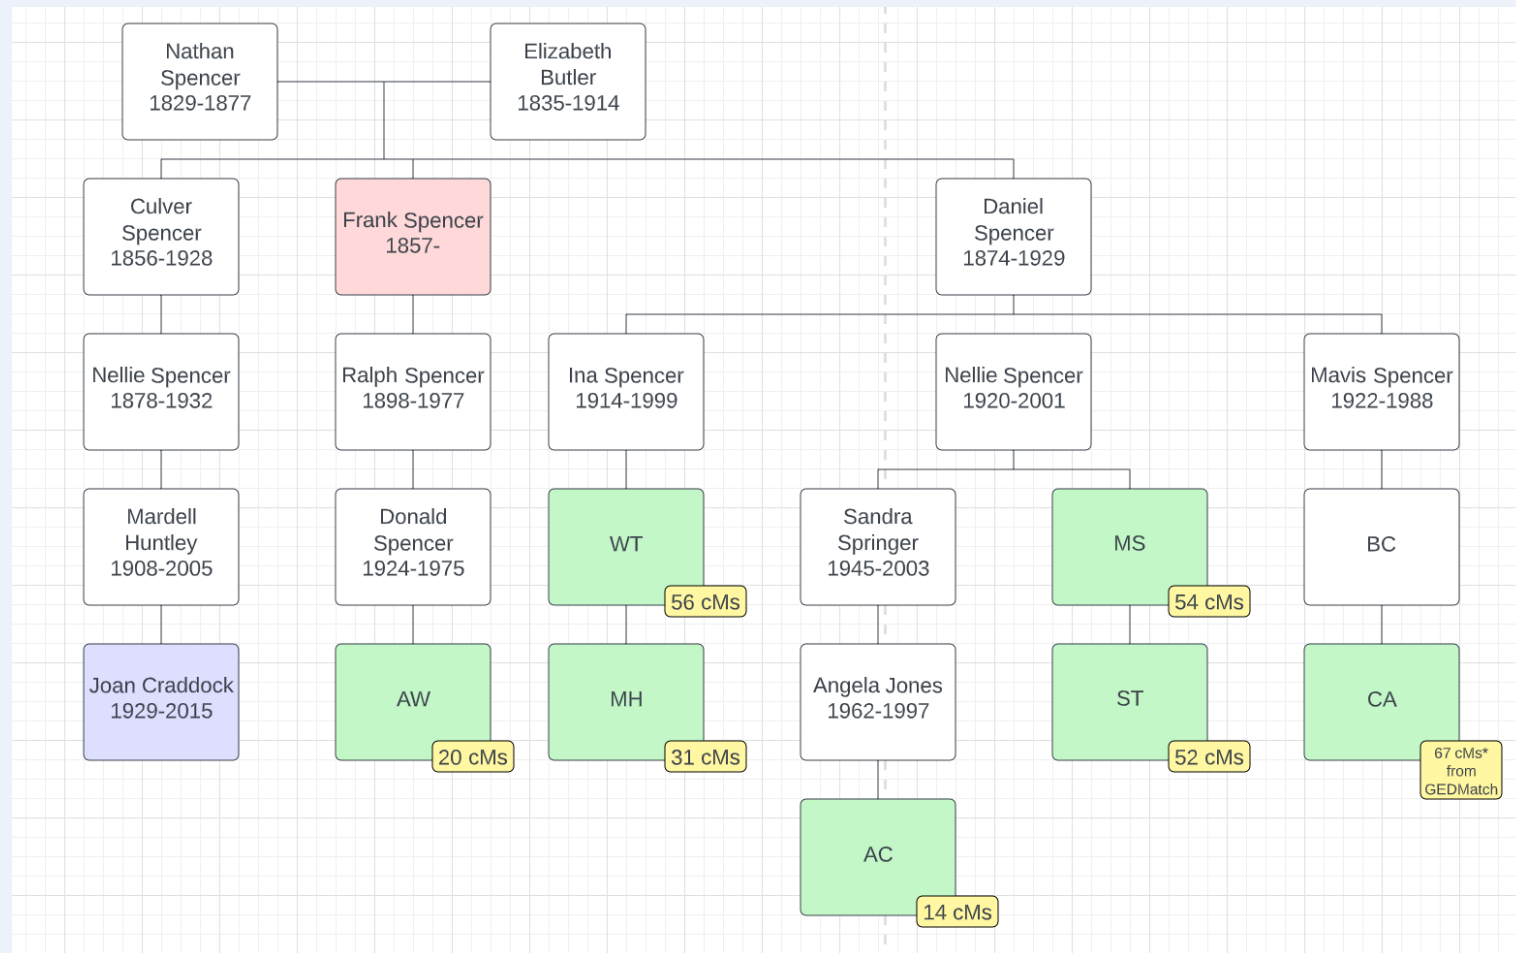 Nathan
Spencer
1829-1877
Elizabeth
Butler
1835-1914
Culver
Spencer
1856-1928
Frank Spencer
1857-
Daniel
Spencer
1874-1929
Nellie Spencer
1878-1932
Ralph Spencer
1898-1977
Ina Spencer
1914-1999
Nellie Spencer
1920-2001
Mavis Spencer
1922-1988
Mardell
Huntley
1908-2005
Donald
Spencer
1924-1975
WT
56 cMs
Sandra
Springer
1945-2003
MS
54 cMs
BC
Joan Craddock
1929-2015
AW
20 cMs
MH
31 cMs
Angela Jones
1962-1997
ST
52 cMs
CA
67 cMs*
from
GEDMatch
AC
14 cMs